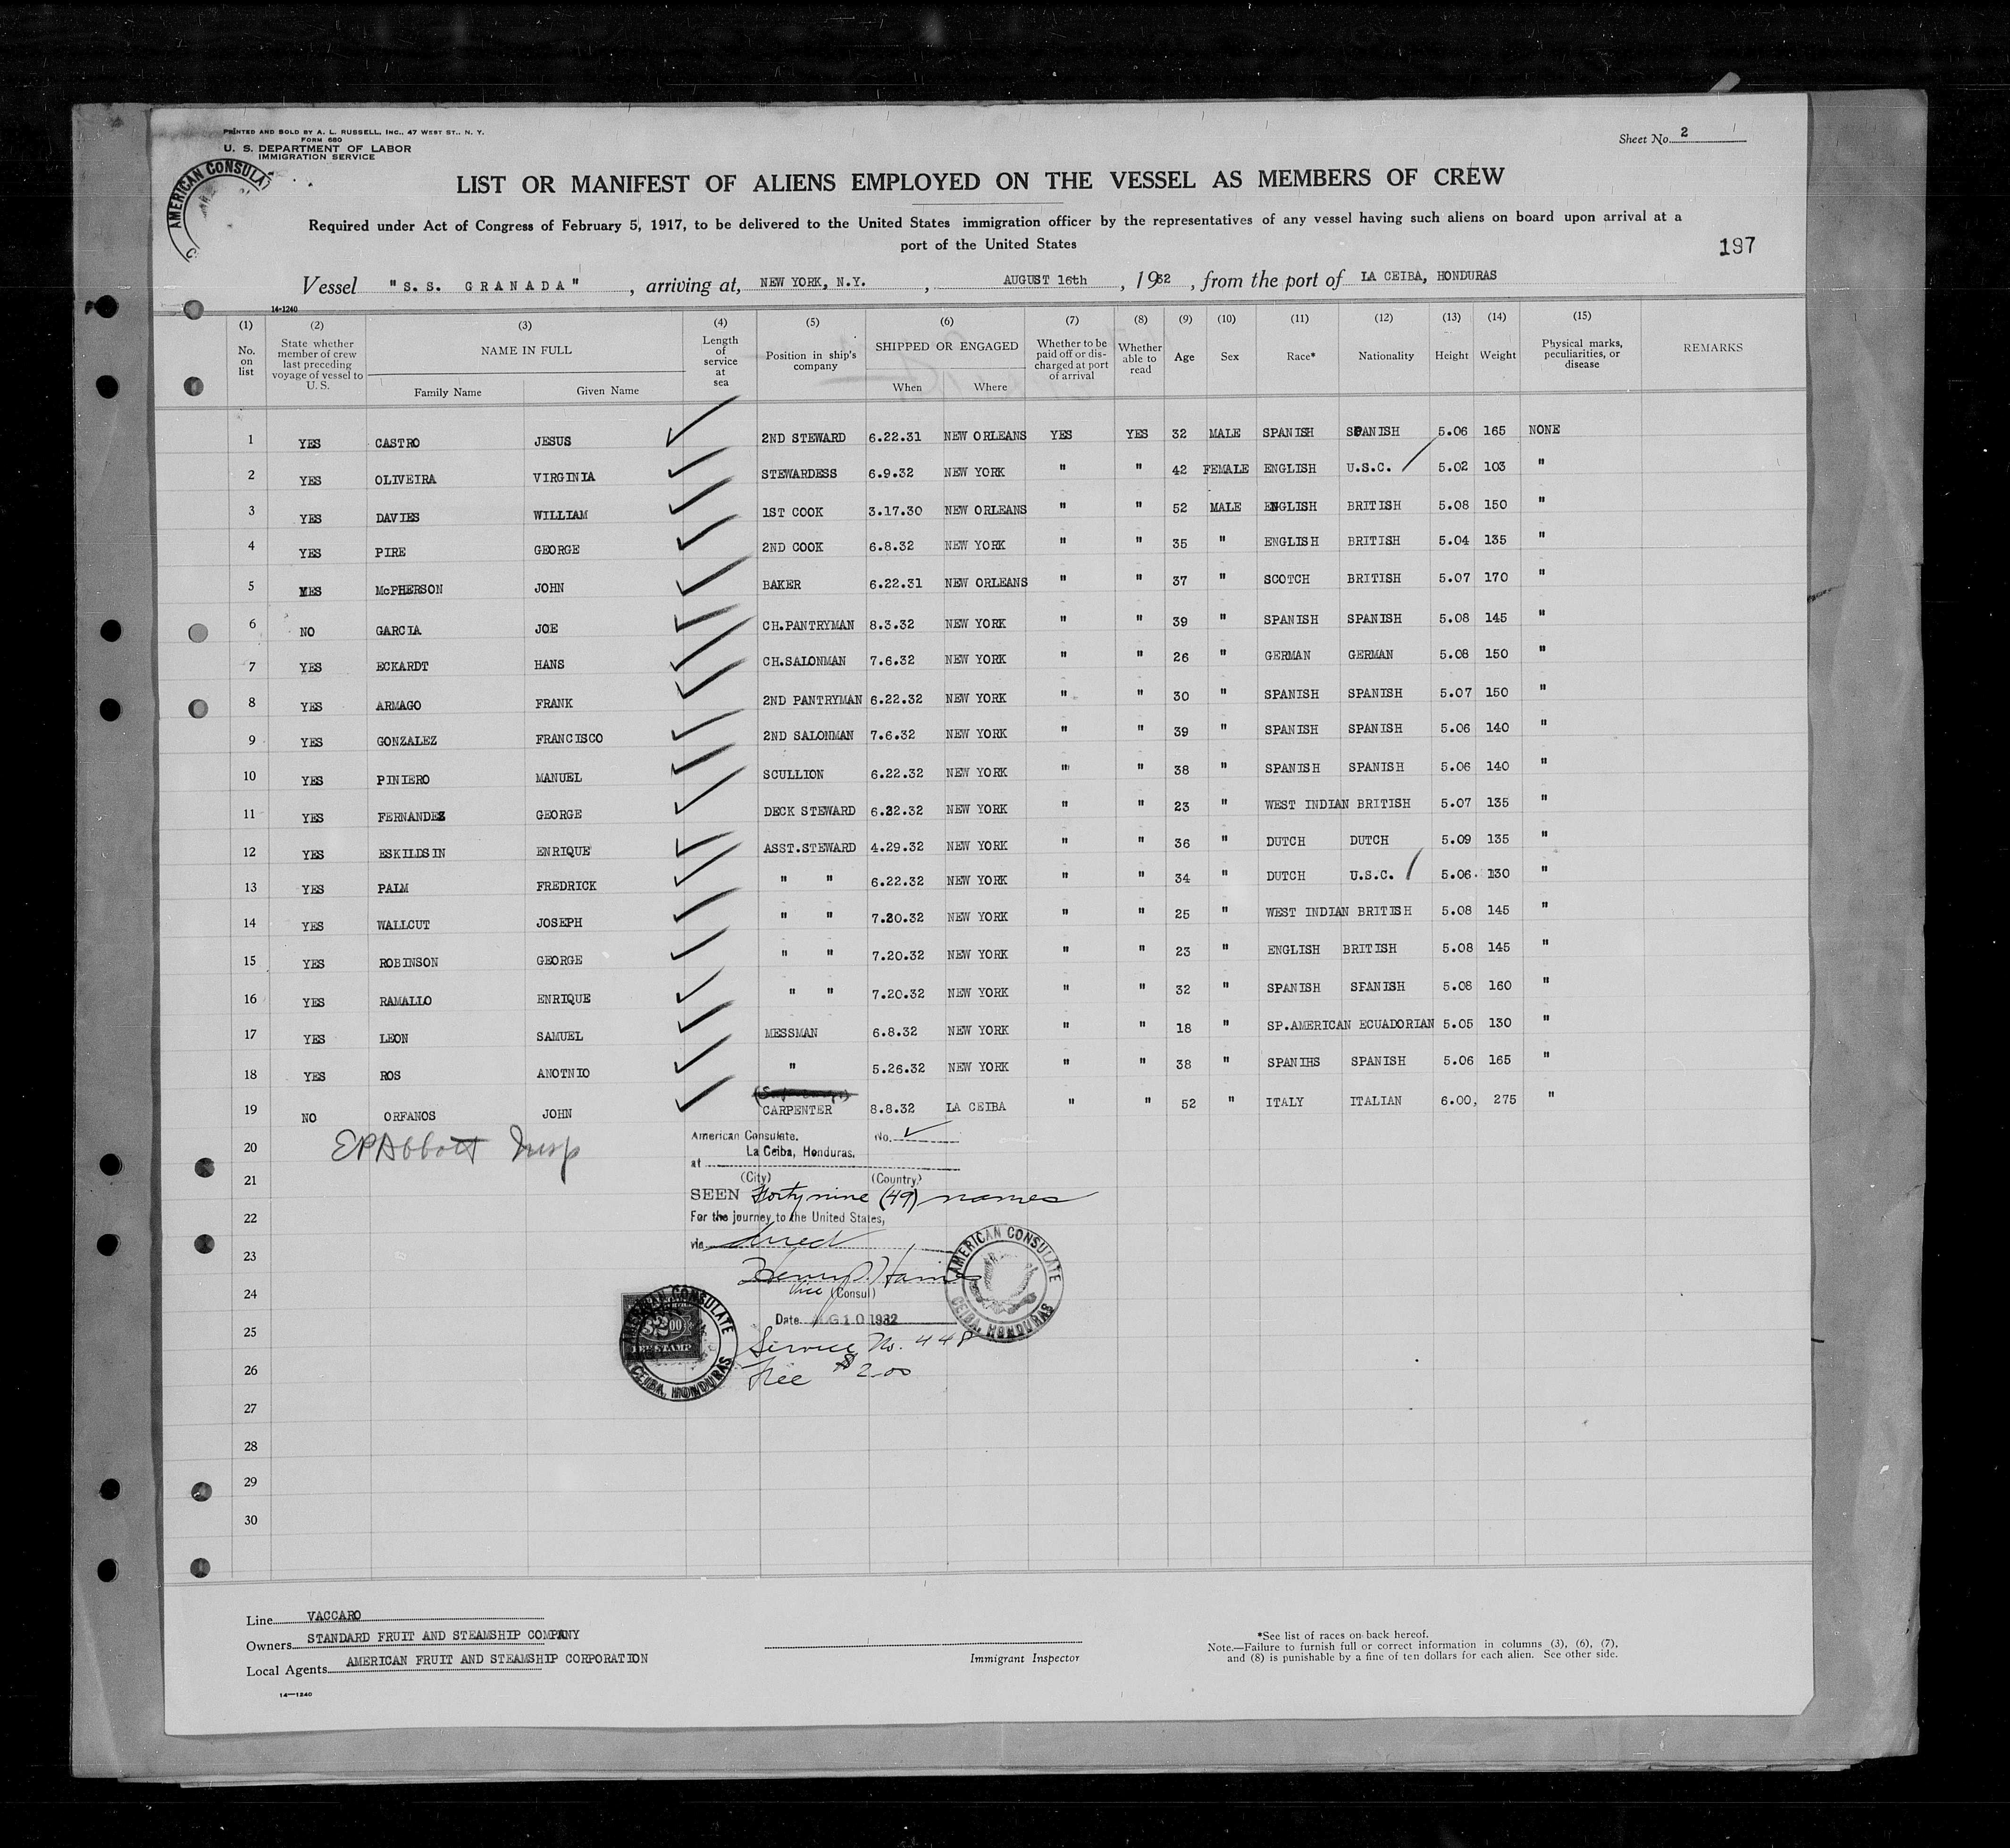 PRINTED AND SOLD BY A. L. RUSSELL, INC., 47 WEST ST., N. Y.
FORM 680
U. S. DEPARTMENT OF LABOR
IMMIGRATION SERVICE
Sheet No. 2
AMERICAN CONSULAT
LIST OR MANIFEST OF ALIENS EMPLOYED ON THE VESSEL AS MEMBERS OF CREW
Required under Act of Congress of February 5, 1917, to be delivered to the United States immigration officer by the representatives of any vessel having such aliens on board upon arrival at a
port of the United States
197
Vessel "S.S. GRANADA", arriving at, NEW YORK, N.Y., AUGUST 16th, 1932, from the port of LA CEIBA, HONDURAS
14-1240
(1) (2) (3) (4) (5) (6) (7) (8) (9) (10) (11) (12) (13) (14) (15)
No. on list State whether member of crew last preceding voyage of vessel to U. S. NAME IN FULL Length of service at sea Position in ship's company SHIPPED OR ENGAGED Whether to be paid off or discharged at port of arrival Whether able to read Age Sex Race* Nationality Height Weight Physical marks, peculiarities, or disease REMARKS
Family Name Given Name When Where
1 YES CASTRO JESUS 2ND STEWARD 6.22.31 NEW ORLEANS YES YES 32 MALE SPANISH SPANISH 5.06 165 NONE
2 YES OLIVEIRA VIRGINIA STEWARDESS 6.9.32 NEW YORK " " 42 FEMALE ENGLISH U.S.C. 5.02 103 "
3 YES DAVIES WILLIAM 1ST COOK 3.17.30 NEW ORLEANS " " 52 MALE ENGLISH BRITISH 5.08 150 "
4 YES PIRE GEORGE 2ND COOK 6.8.32 NEW YORK " " 35 " ENGLISH BRITISH 5.04 135 "
5 YES McPHERSON JOHN BAKER 6.22.31 NEW ORLEANS " " 37 " SCOTCH BRITISH 5.07 170 "
6 NO GARCIA JOE CH.PANTRYMAN 8.3.32 NEW YORK " " 39 " SPANISH SPANISH 5.08 145 "
7 YES ECKARDT HANS CH.SALONMAN 7.6.32 NEW YORK " " 26 " GERMAN GERMAN 5.08 150 "
8 YES ARMAGO FRANK 2ND PANTRYMAN 6.22.32 NEW YORK " " 30 " SPANISH SPANISH 5.07 150 "
9 YES GONZALEZ FRANCISCO 2ND SALONMAN 7.6.32 NEW YORK " " 39 " SPANISH SPANISH 5.06 140 "
10 YES PINIERO MANUEL SCULLION 6.22.32 NEW YORK " " 38 " SPANISH SPANISH 5.06 140 "
11 YES FERNANDEZ GEORGE DECK STEWARD 6.22.32 NEW YORK " " 23 " WEST INDIAN BRITISH 5.07 135 "
12 YES ESKILDSIN ENRIQUE ASST.STEWARD 4.29.32 NEW YORK " " 36 " DUTCH DUTCH 5.09 135 "
13 YES PALM FREDRICK " " 6.22.32 NEW YORK " " 34 " DUTCH U.S.C. 5.06 130 "
14 YES WALLCUT JOSEPH " " 7.20.32 NEW YORK " " 25 " WEST INDIAN BRITISH 5.08 145 "
15 YES ROBINSON GEORGE " " 7.20.32 NEW YORK " " 23 " ENGLISH BRITISH 5.08 145 "
16 YES RAMALLO ENRIQUE " " 7.20.32 NEW YORK " " 32 " SPANISH SPANISH 5.08 160 "
17 YES LEON SAMUEL MESSMAN 6.8.32 NEW YORK " " 18 " SP.AMERICAN ECUADORIAN 5.05 130 "
18 YES ROS ANOTNIO " 5.26.32 NEW YORK " " 38 " SPANIHS SPANISH 5.06 165 "
19 NO ORFANOS JOHN CARPENTER 8.8.32 LA CEIBA " " 52 " ITALY ITALIAN 6.00, 275 "
20 EPAbbott Insp
American Consulate. No.
at La Ceiba, Honduras.
21 (City) (Country)
SEEN Forty nine (49) names
22 For the journey to the United States,
23 via direct
Henry Haines
24 Vice (Consul)
AMERICAN CONSULATE CEIBA, HONDURAS
25 Date AUG 10 1932
$2.00 FEE STAMP
AMERICAN CONSULATE CEIBA, HONDURAS
Service No. 448
26 Fee $2.00
27
28
29
30
Line VACCARO
Owners STANDARD FRUIT AND STEAMSHIP COMPANY
Local Agents AMERICAN FRUIT AND STEAMSHIP CORPORATION
Immigrant Inspector
*See list of races on back hereof.
Note.—Failure to furnish full or correct information in columns (3), (6), (7),
and (8) is punishable by a fine of ten dollars for each alien. See other side.
14—1240